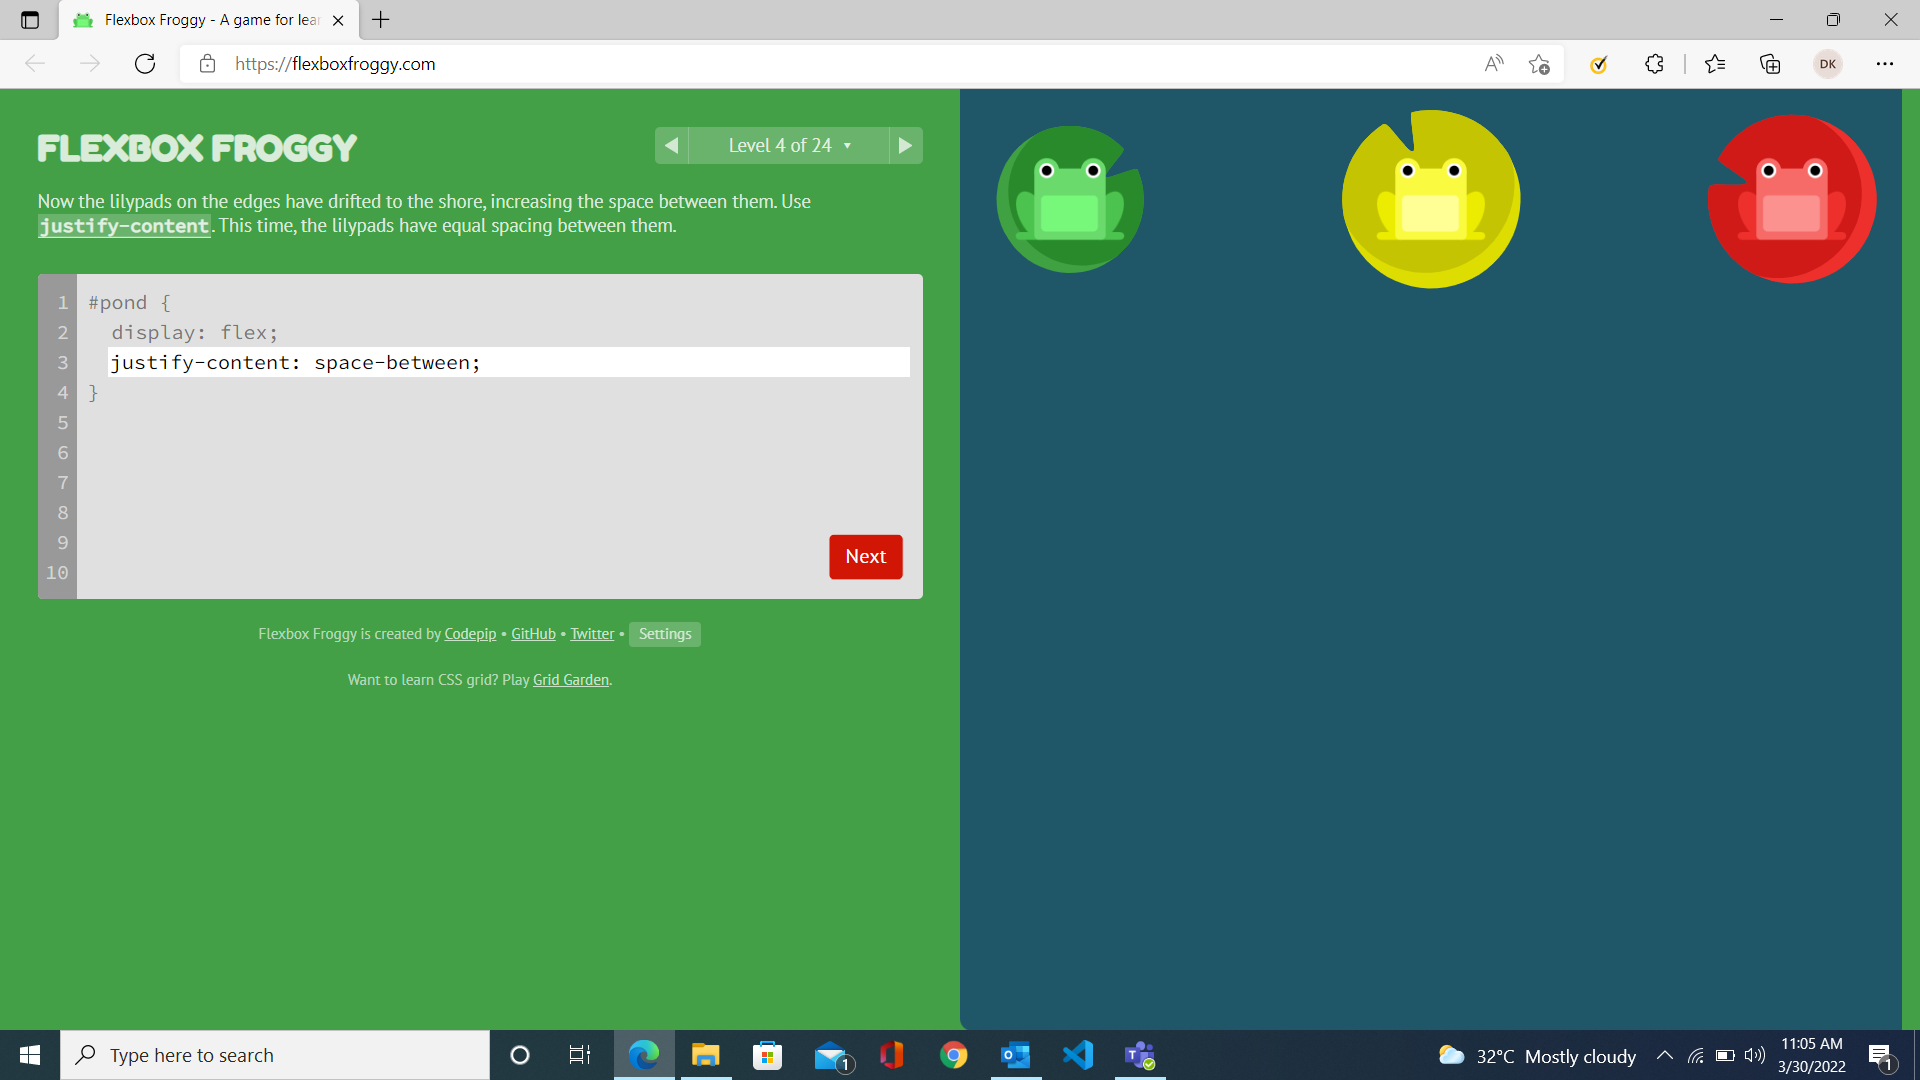 Flexbox Froggy - A game for lear
https://flexboxfroggy.com
DK
FLEXBOX FROGGY
Level 4 of 24
Now the lilypads on the edges have drifted to the shore, increasing the space between them. Use
justify-content. This time, the lilypads have equal spacing between them.
1 #pond {
2 display: flex;
3 justify-content: space-between;
4 }
5
6
7
8
9
10
Next
Flexbox Froggy is created by Codepip • GitHub • Twitter • Settings
Want to learn CSS grid? Play Grid Garden.
Type here to search
1
32°C Mostly cloudy
11:05 AM
3/30/2022
1